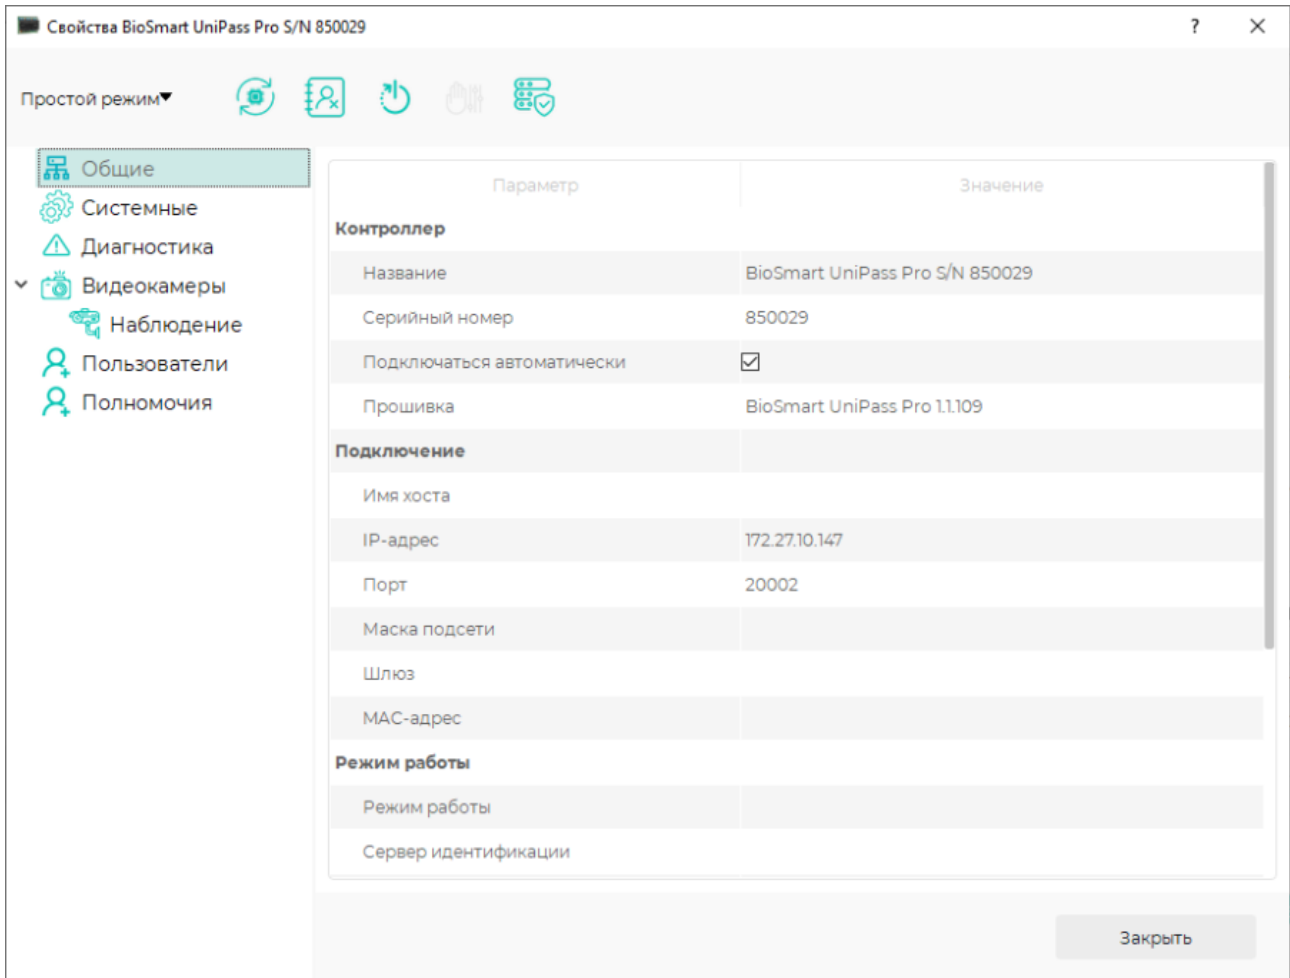 Свойства BioSmart UniPass Pro S/N 850029
?
Простой режим
Общие
Системные
Диагностика
Видеокамеры
Наблюдение
Пользователи
Полномочия
Параметр Значение
Контроллер
Название BioSmart UniPass Pro S/N 850029
Серийный номер 850029
Подключаться автоматически
Прошивка BioSmart UniPass Pro 1.1.109
Подключение
Имя хоста
IP-адрес 172.27.10.147
Порт 20002
Маска подсети
Шлюз
MAC-адрес
Режим работы
Режим работы
Сервер идентификации
Закрыть